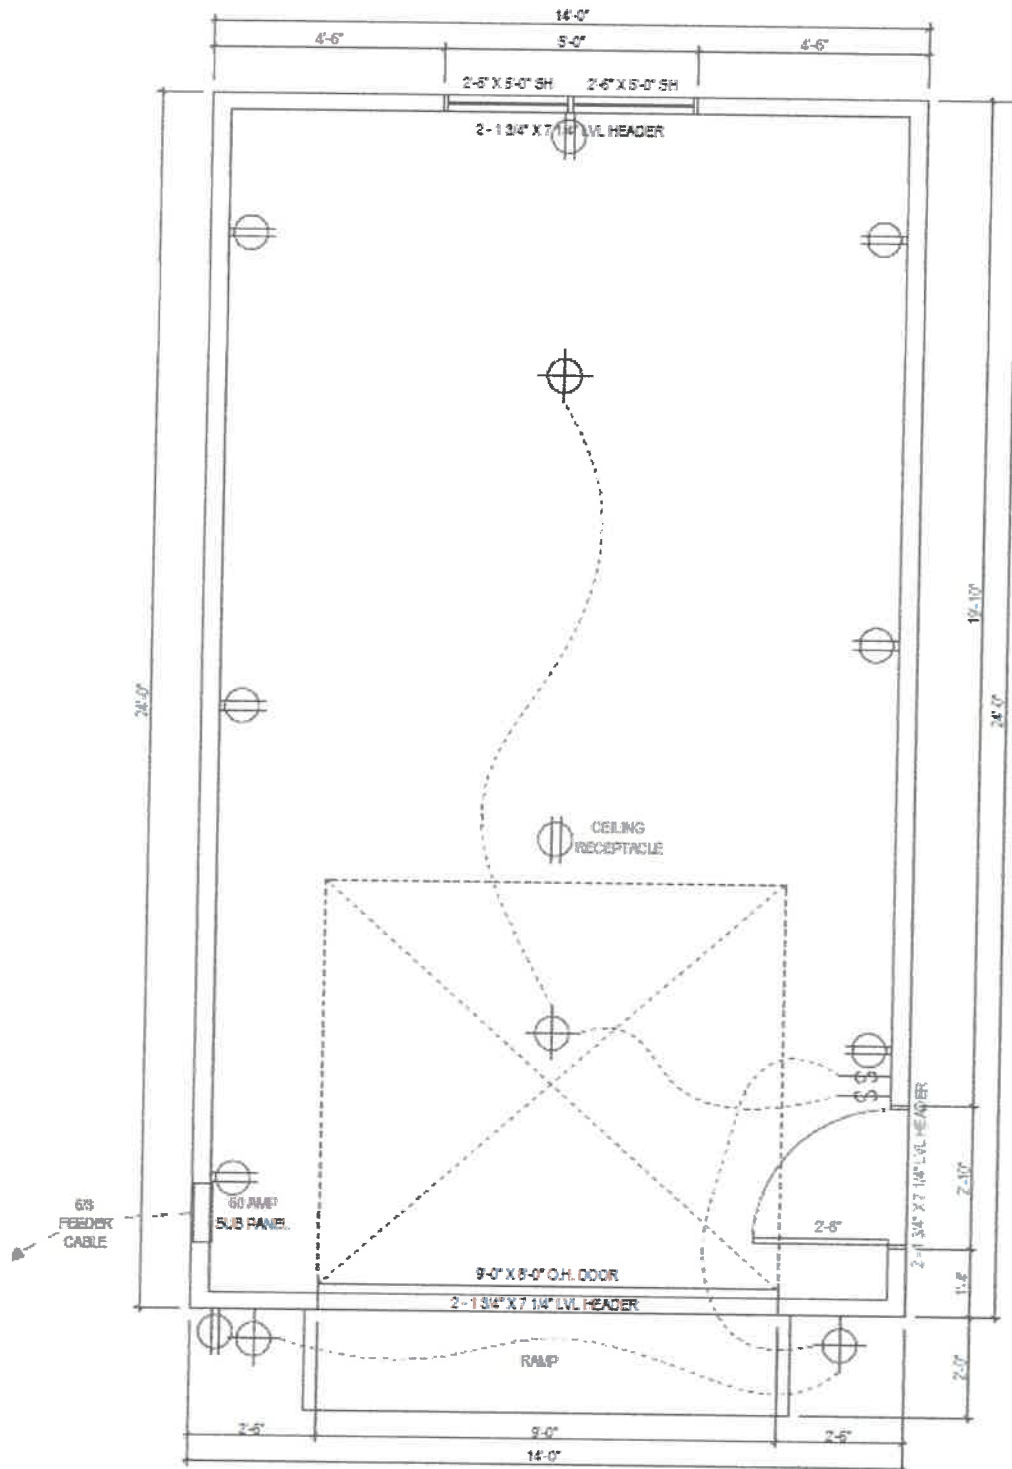 14'-0"
4'-6" 5'-0" 4'-6"
2'-6" X 5'-0" SH 2'-6" X 5'-0" SH
2 - 1 3/4" X 7 1/4" LVL HEADER
24'-0"
19'-10"
24'-0"
CEILING
RECEPTACLE
S S
2 - 1 3/4" X 7 1/4" LVL HEADER
2'-10"
6/3
FEEDER
CABLE
AMP
SUB PANEL
2'-6"
9'-0" X 8'-0" O.H. DOOR
2 - 1 3/4" X 7 1/4" LVL HEADER
1'-4"
RAMP
2'-0"
2'-6" 9'-0" 2'-6"
14'-0"